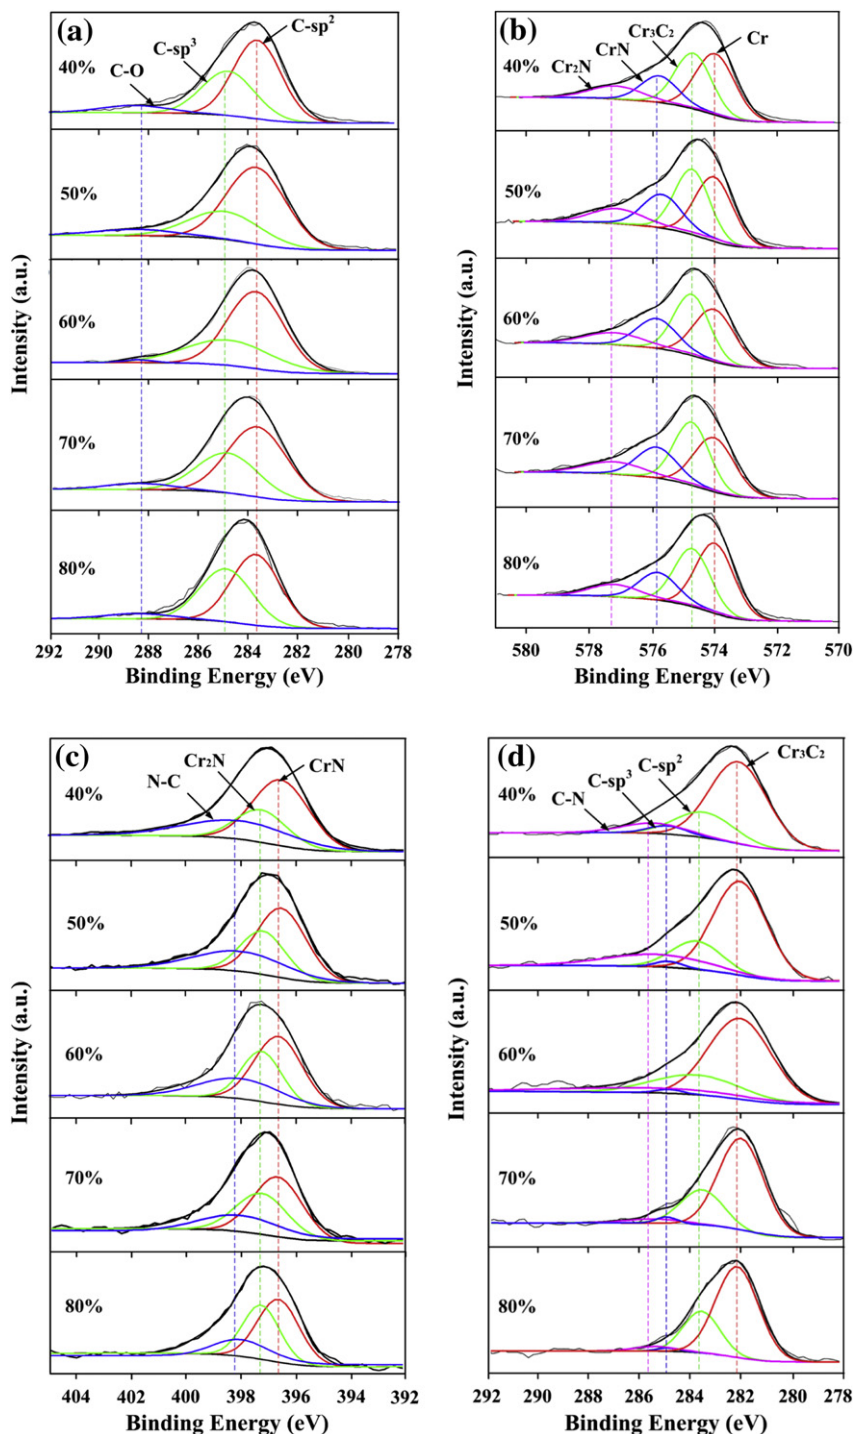 (a)
C-sp²
C-sp³
C-O
40%
50%
60%
70%
80%
Intensity (a.u.)
292 290 288 286 284 282 280 278
Binding Energy (eV)
(b)
Cr₃C₂
Cr
CrN
Cr₂N
40%
50%
60%
70%
80%
Intensity (a.u.)
580 578 576 574 572 570
Binding Energy (eV)
(c)
Cr₂N
CrN
N-C
40%
50%
60%
70%
80%
Intensity (a.u.)
404 402 400 398 396 394 392
Binding Energy (eV)
(d)
Cr₃C₂
C-sp²
C-sp³
C-N
40%
50%
60%
70%
80%
Intensity (a.u.)
292 290 288 286 284 282 280 278
Binding Energy (eV)